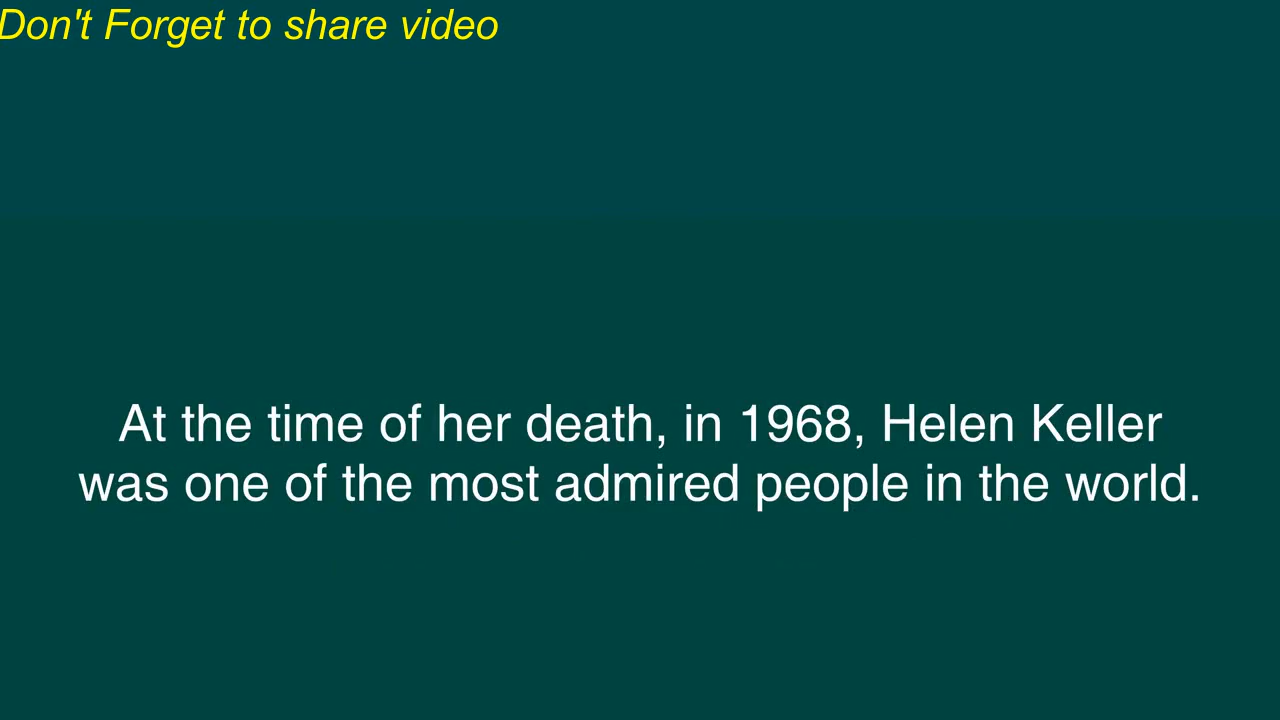 Don't Forget to share video
At the time of her death, in 1968, Helen Keller
was one of the most admired people in the world.